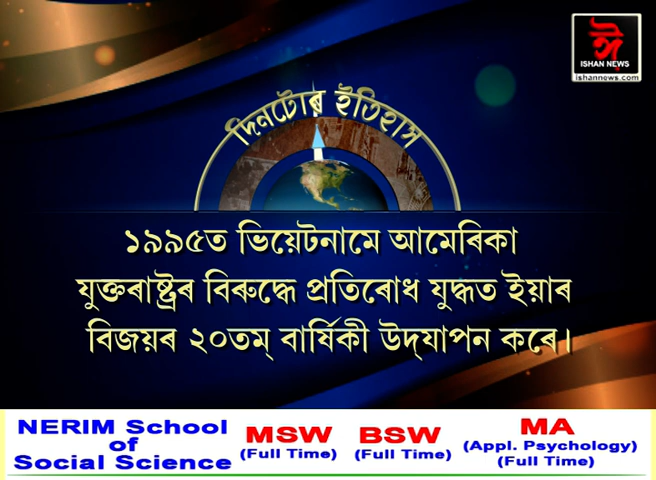 ঈ
ISHAN NEWS
ishannews.com
দিনটোৰ ইতিহাস
১৯৯৫ত ভিয়েটনামে আমেৰিকা
যুক্তৰাষ্ট্ৰৰ বিৰুদ্ধে প্ৰতিৰোধ যুদ্ধত ইয়াৰ
বিজয়ৰ ২০তম্ বাৰ্ষিকী উদ্‌যাপন কৰে।
NERIM School
of
Social Science
MSW
(Full Time)
BSW
(Full Time)
MA
(Appl. Psychology)
(Full Time)